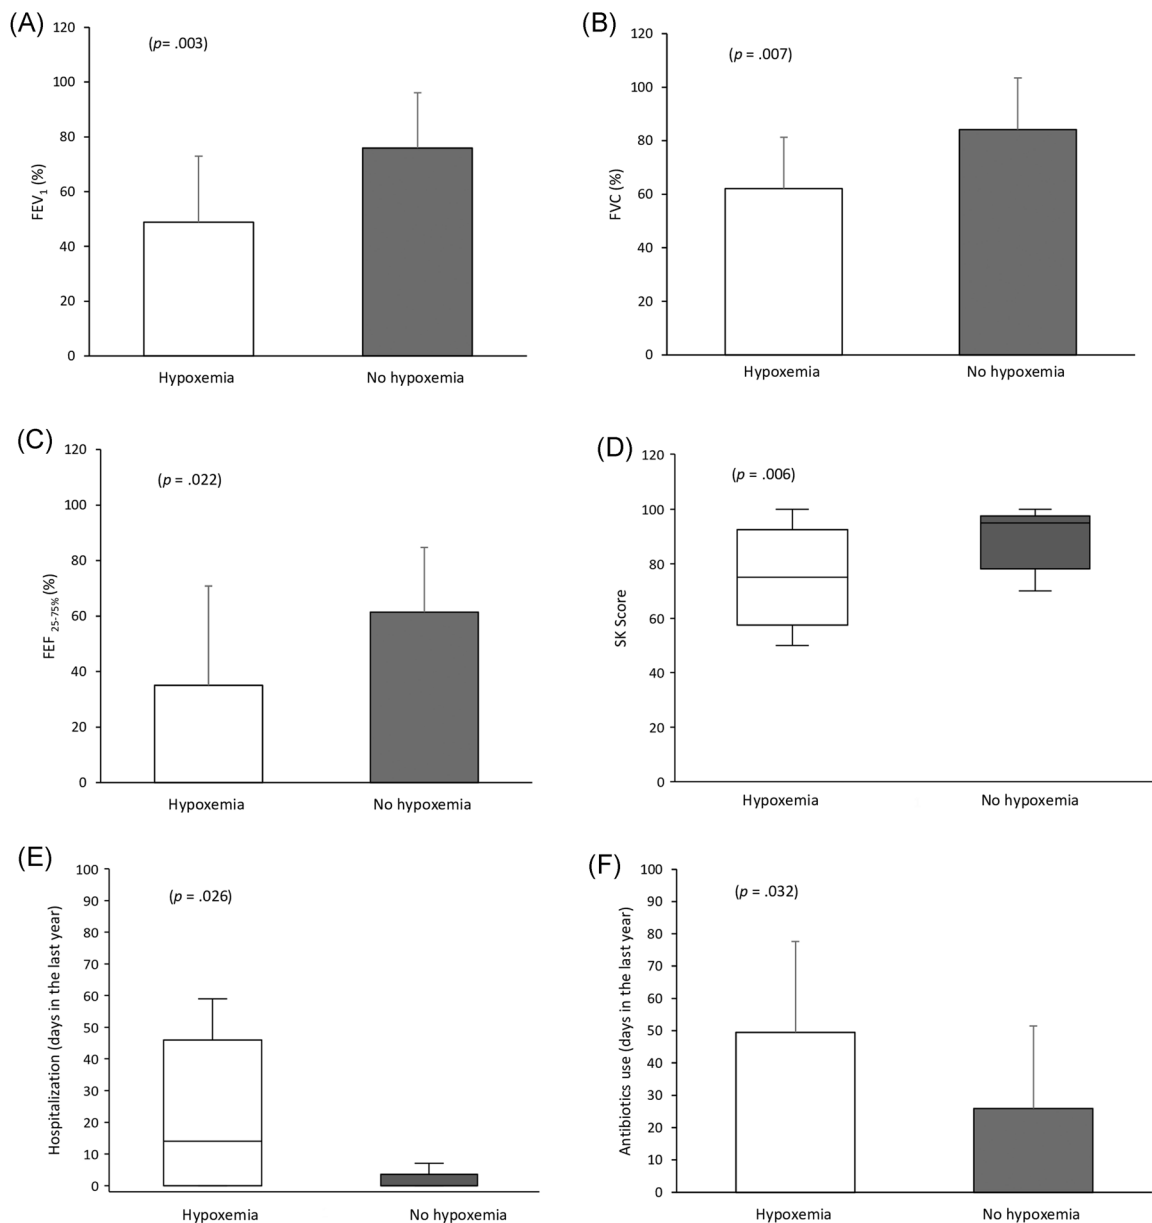 (A)
FEV1 (%)
120
100
80
60
40
20
0
(p= .003)
Hypoxemia
No hypoxemia
(B)
FVC (%)
120
100
80
60
40
20
0
(p = .007)
Hypoxemia
No hypoxemia
(C)
FEF 25-75% (%)
120
100
80
60
40
20
0
(p = .022)
Hypoxemia
No hypoxemia
(D)
SK Score
120
100
80
60
40
20
0
(p = .006)
Hypoxemia
No hypoxemia
(E)
Hospitalization (days in the last year)
100
90
80
70
60
50
40
30
20
10
0
(p = .026)
Hypoxemia
No hypoxemia
(F)
Antibiotics use (days in the last year)
100
90
80
70
60
50
40
30
20
10
0
(p = .032)
Hypoxemia
No hypoxemia